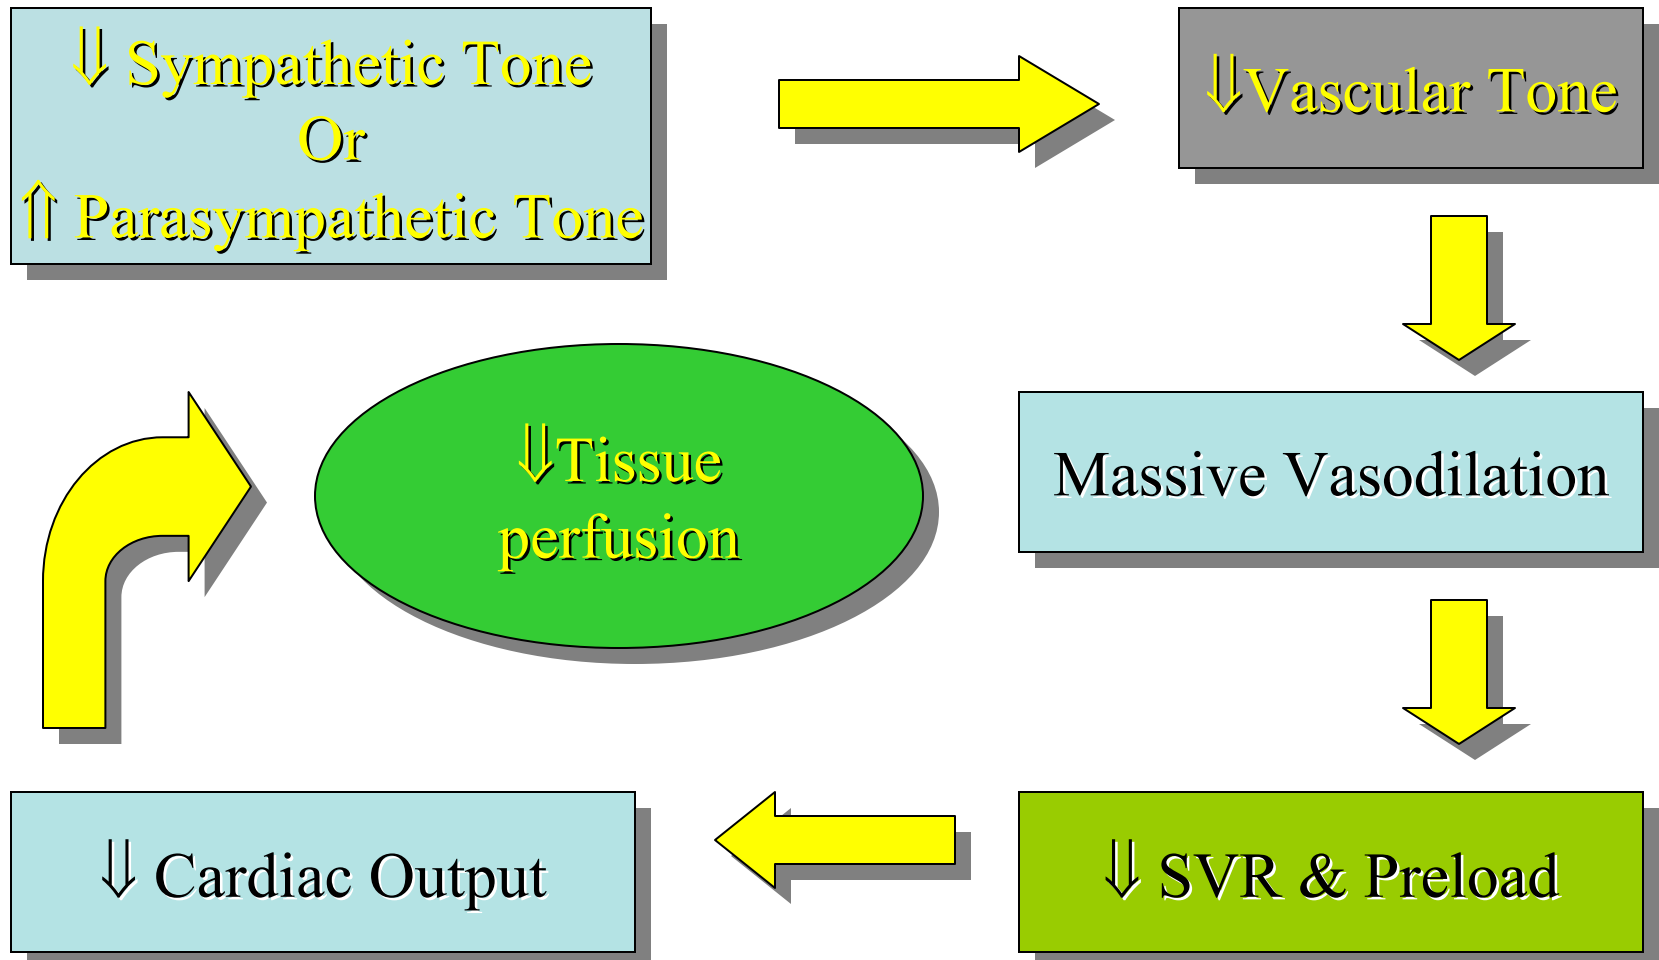 ⇓ Sympathetic Tone
Or
⇑ Parasympathetic Tone
⇓Vascular Tone
Massive Vasodilation
⇓ SVR & Preload
⇓ Cardiac Output
⇓Tissue
perfusion